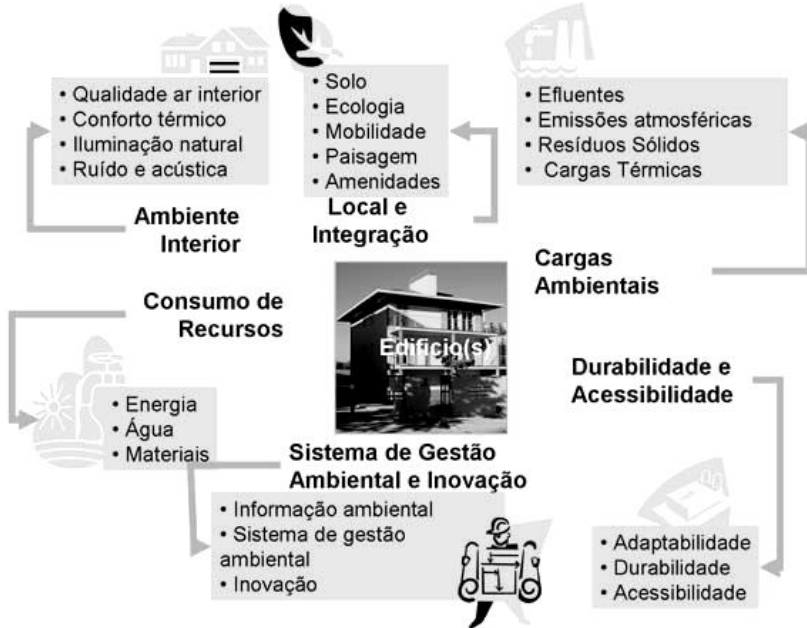 • Qualidade ar interior
• Conforto térmico
• Iluminação natural
• Ruído e acústica
Ambiente
Interior
• Solo
• Ecologia
• Mobilidade
• Paisagem
• Amenidades
Local e
Integração
• Efluentes
• Emissões atmosféricas
• Resíduos Sólidos
• Cargas Térmicas
Cargas
Ambientais
Consumo de
Recursos
• Energia
• Água
• Materiais
Edifício(s)
Durabilidade e
Acessibilidade
• Adaptabilidade
• Durabilidade
• Acessibilidade
Sistema de Gestão
Ambiental e Inovação
• Informação ambiental
• Sistema de gestão
ambiental
• Inovação